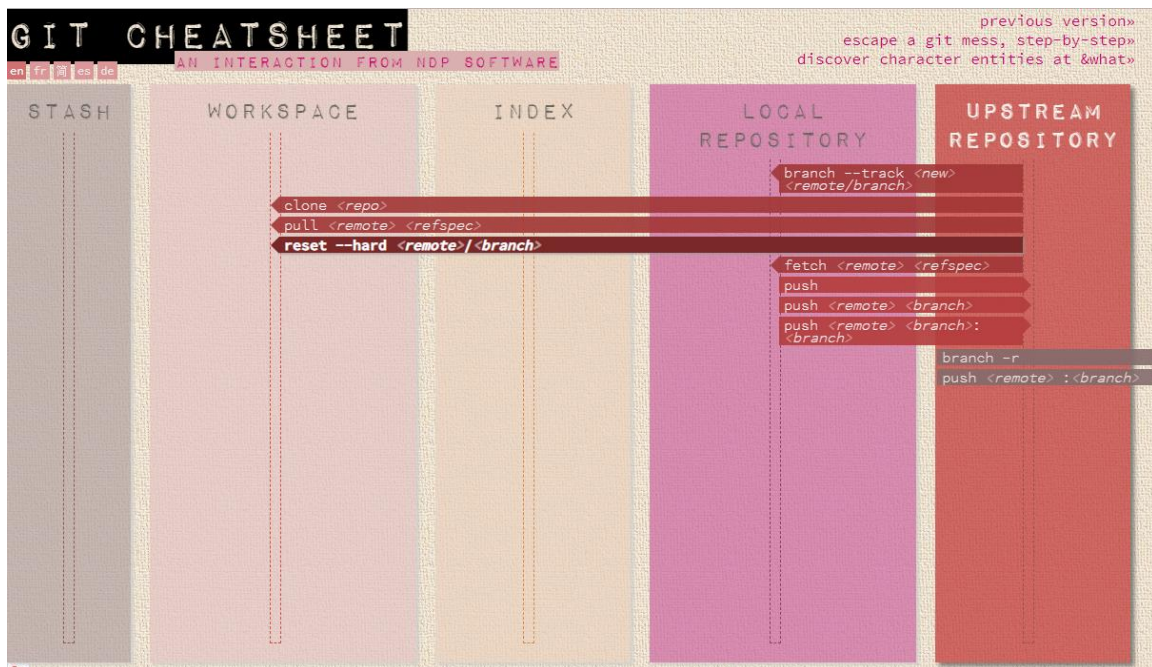 GIT CHEATSHEET
AN INTERACTION FROM NDP SOFTWARE
previous version»
escape a git mess, step-by-step»
discover character entities at &what»
en fr 简 es de
STASH
WORKSPACE
INDEX
LOCAL
REPOSITORY
UPSTREAM
REPOSITORY
branch --track <new>
<remote/branch>
clone <repo>
pull <remote> <refspec>
reset --hard <remote>/<branch>
fetch <remote> <refspec>
push
push <remote> <branch>
push <remote> <branch>:
<branch>
branch -r
push <remote> :<branch>